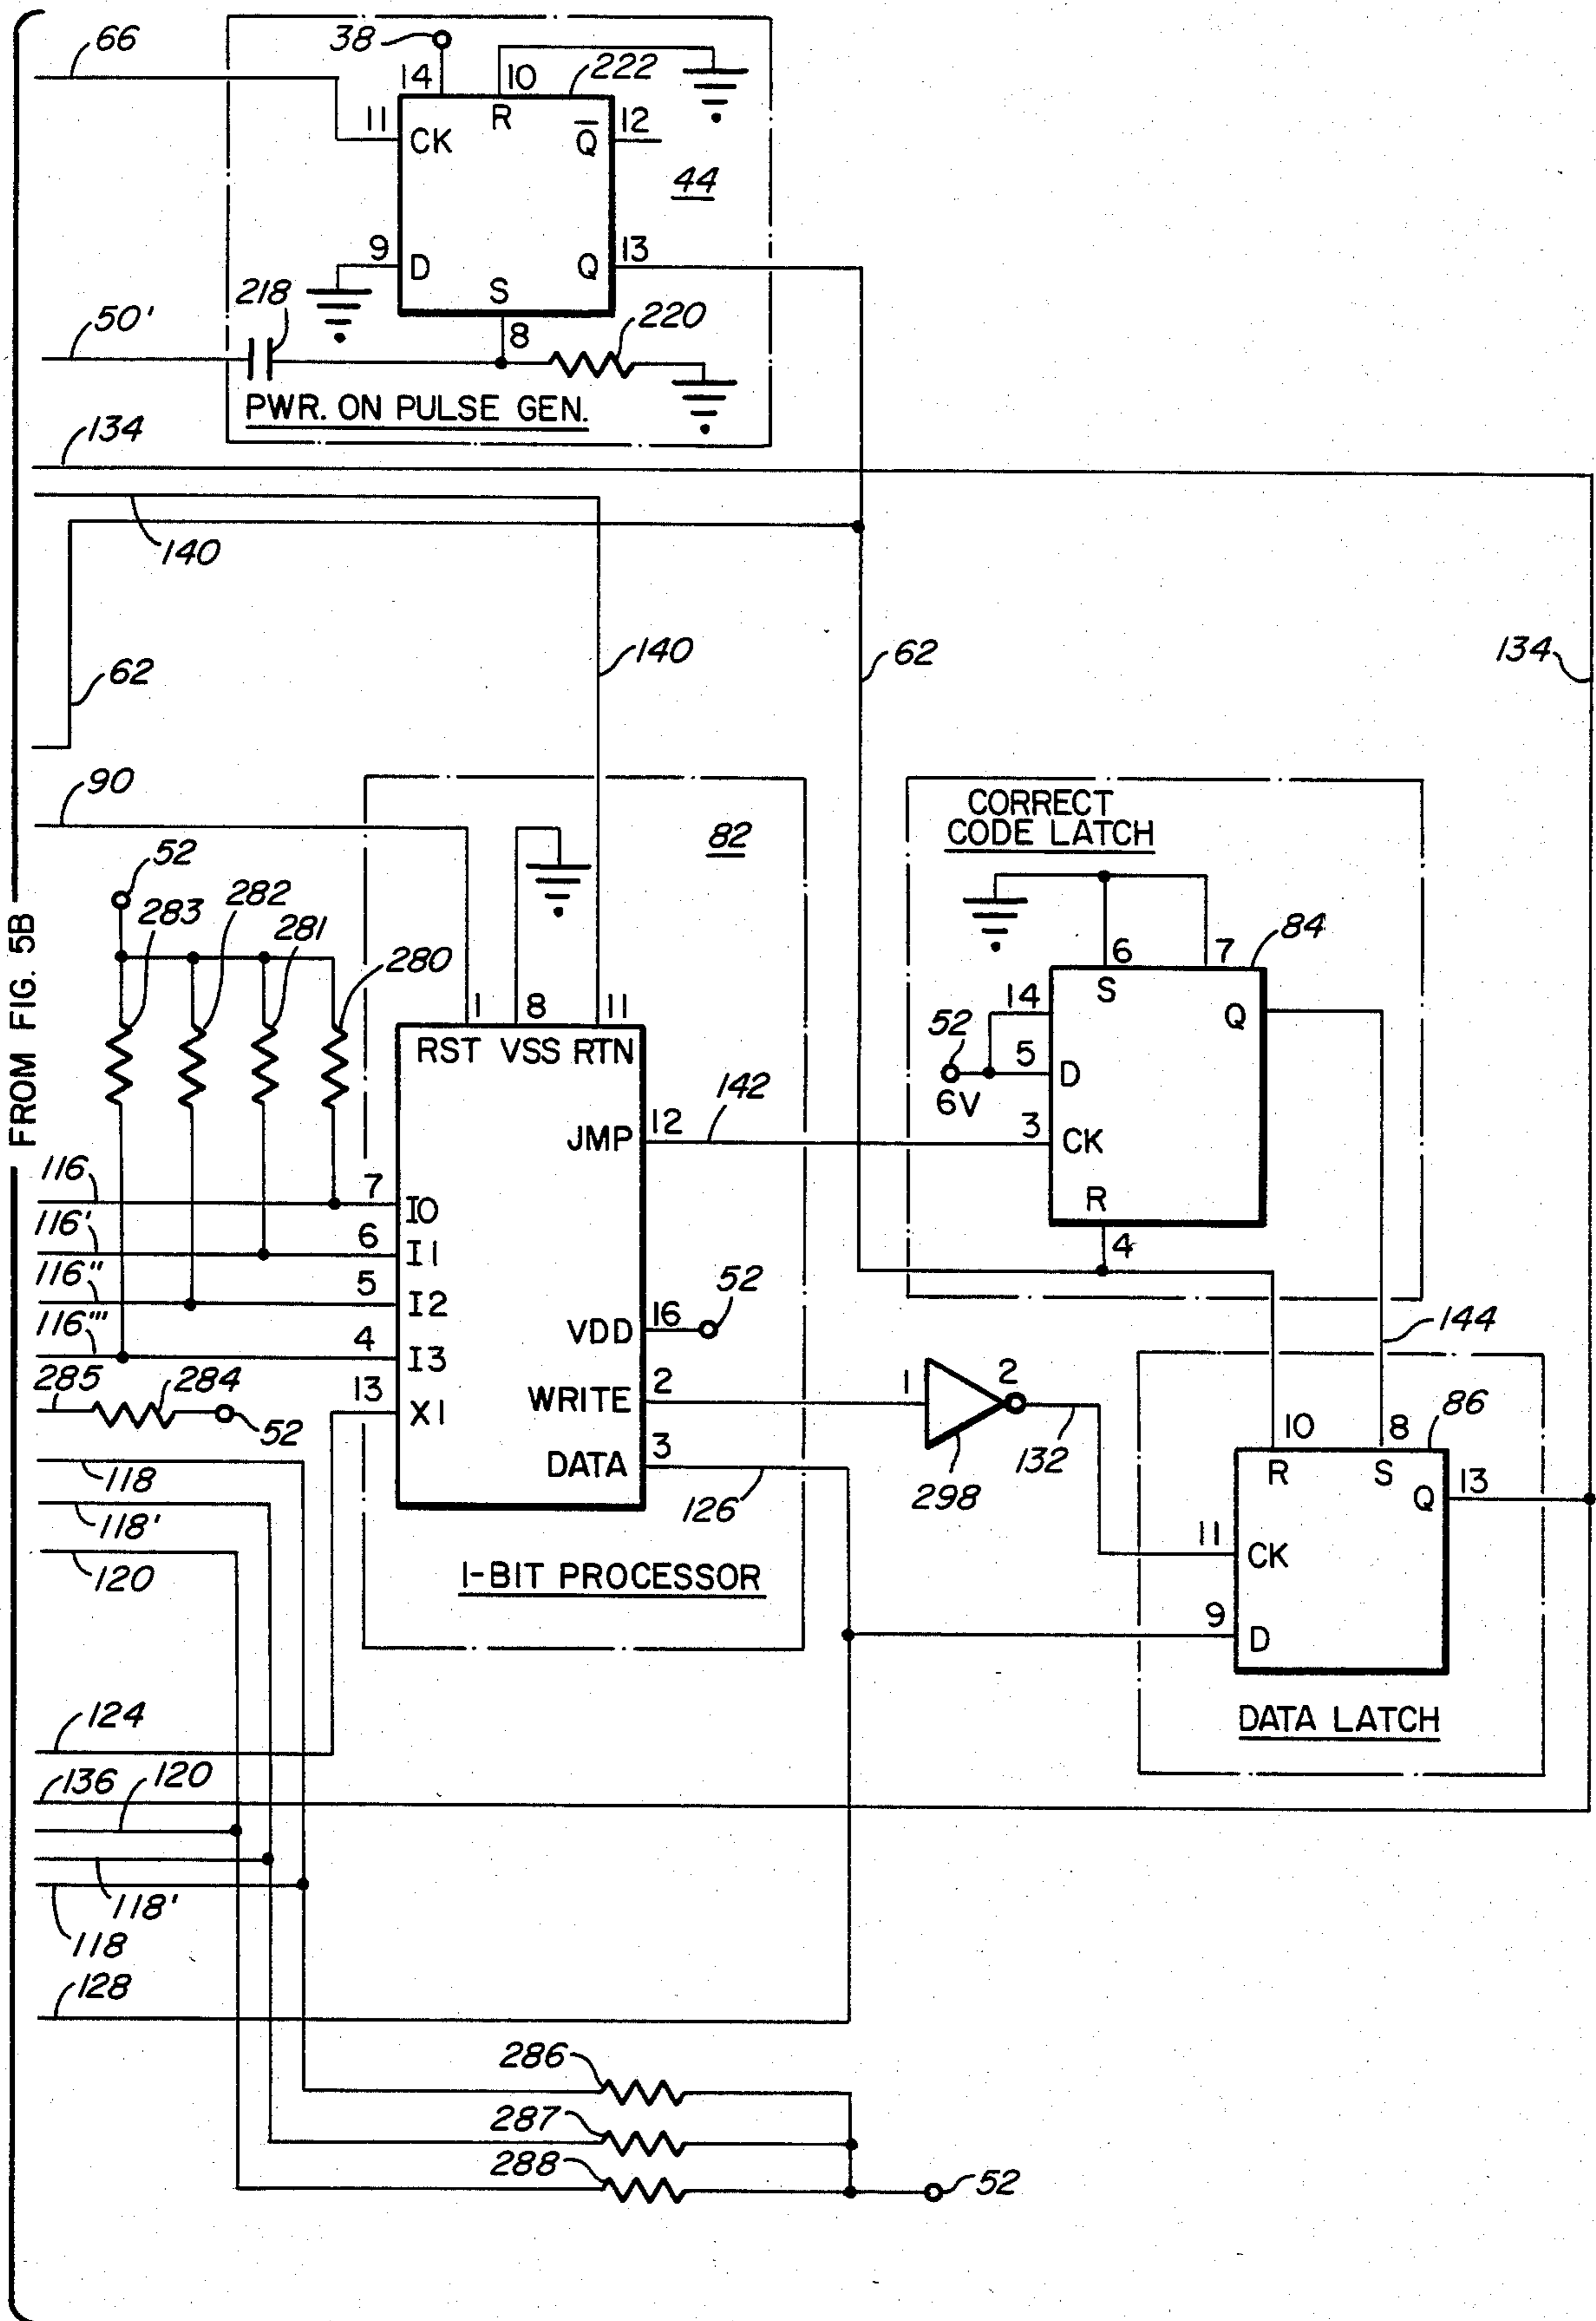 66
38
14
10
222
11
CK
R
Q̅
12
44
9
D
Q
13
218
S
8
220
50'
PWR. ON PULSE GEN.
134
140
62
140
62
134
90
82
CORRECT
CODE LATCH
52
283
282
281
280
84
6
7
S
14
Q
52
5
D
6V
3
CK
R
4
FROM FIG. 5B
1
8
11
RST
VSS
RTN
JMP
12
142
116
7
I0
116'
6
I1
116"
5
I2
VDD
16
52
116'''
4
I3
144
285
284
52
13
X1
WRITE
2
1
2
298
132
DATA
3
126
86
10
8
R
S
Q
13
11
CK
9
D
DATA LATCH
118
118'
120
1-BIT PROCESSOR
124
136
120
118'
118
128
286
287
288
52